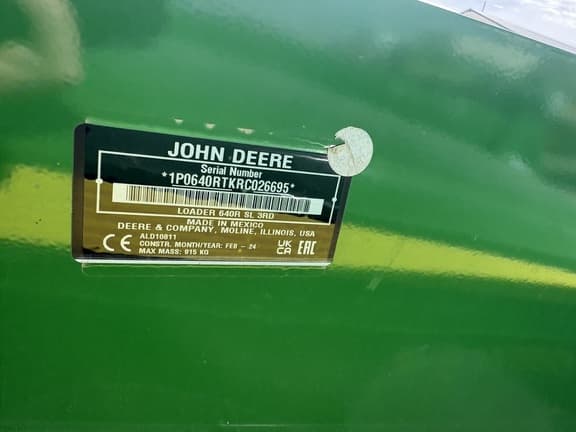 JOHN DEERE
Serial Number
*1P0640RTKRC026695*
LOADER 640R SL 3RD
MADE IN MEXICO
DEERE & COMPANY, MOLINE, ILLINOIS, USA
CE ALD10811
CONSTR. MONTH/YEAR: FEB - 24
MAX MASS: 915 KG
UK CA EAC